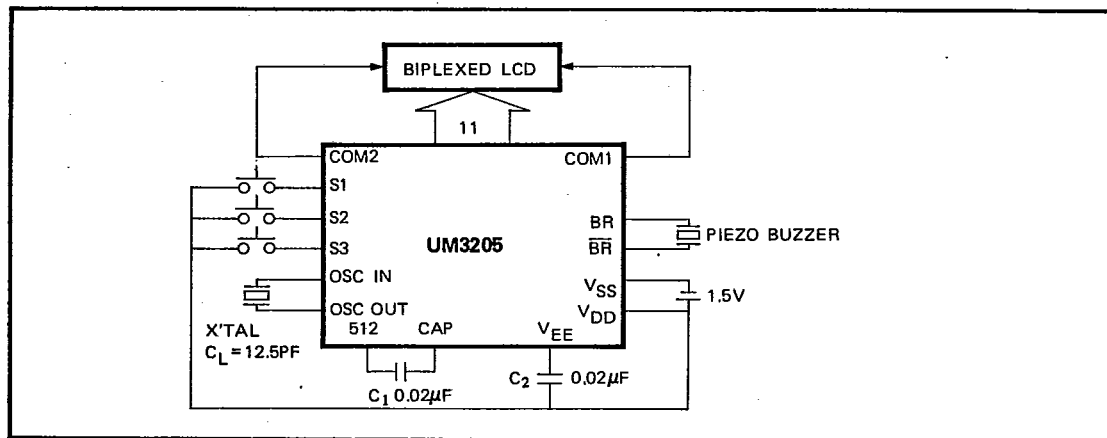 BIPLEXED LCD
11
COM2 COM1
S1
S2
S3
OSC IN
OSC OUT
512 CAP VEE
UM3205
BR
BR
VSS
VDD
PIEZO BUZZER
1.5V
X'TAL
CL=12.5PF
C1 0.02μF
C2 0.02μF